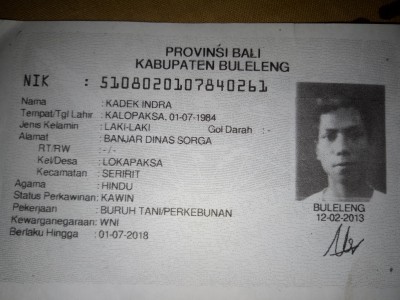 PROVINSI BALI
KABUPATEN BULELENG
NIK : 5108020107840261
Nama : KADEK INDRA
Tempat/Tgl Lahir : KALOPAKSA, 01-07-1984
Jenis Kelamin : LAKI-LAKI Gol Darah : -
Alamat : BANJAR DINAS SORGA
RT/RW : -/-
Kel/Desa : LOKAPAKSA
Kecamatan : SERIRIT
Agama : HINDU
Status Perkawinan: KAWIN
Pekerjaan : BURUH TANI/PERKEBUNAN
Kewarganegaraan: WNI
Berlaku Hingga : 01-07-2018
BULELENG
12-02-2013